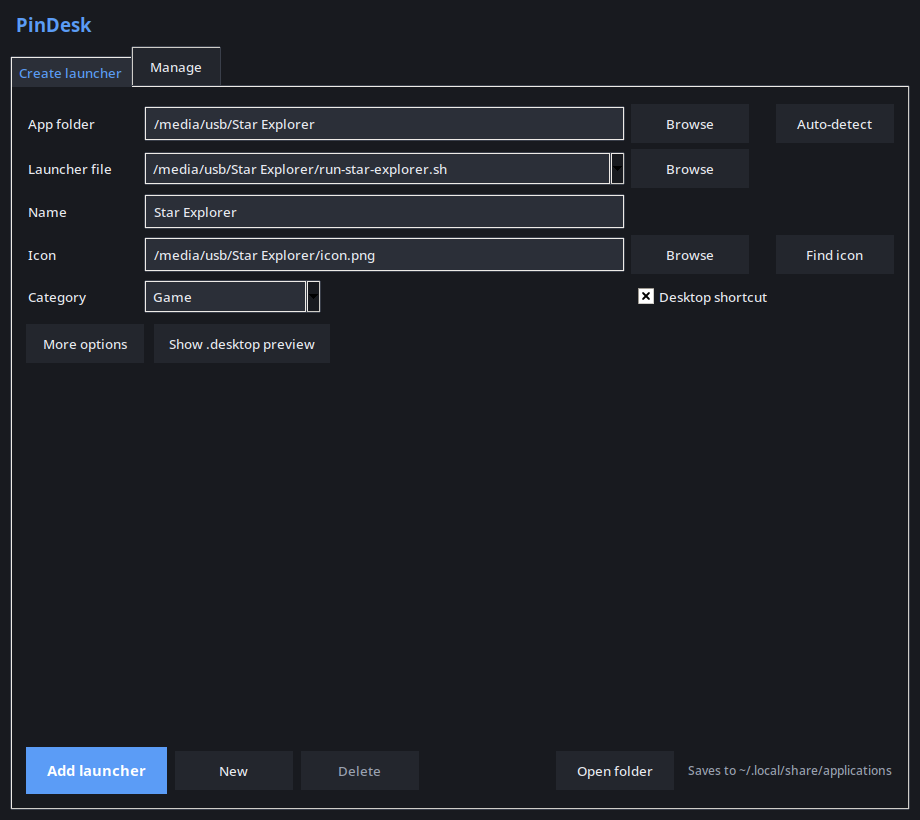 PinDesk
Create launcher
Manage
App folder
/media/usb/Star Explorer
Browse
Auto-detect
Launcher file
/media/usb/Star Explorer/run-star-explorer.sh
Browse
Name
Star Explorer
Icon
/media/usb/Star Explorer/icon.png
Browse
Find icon
Category
Game
Desktop shortcut
More options
Show .desktop preview
Add launcher
New
Delete
Open folder
Saves to ~/.local/share/applications